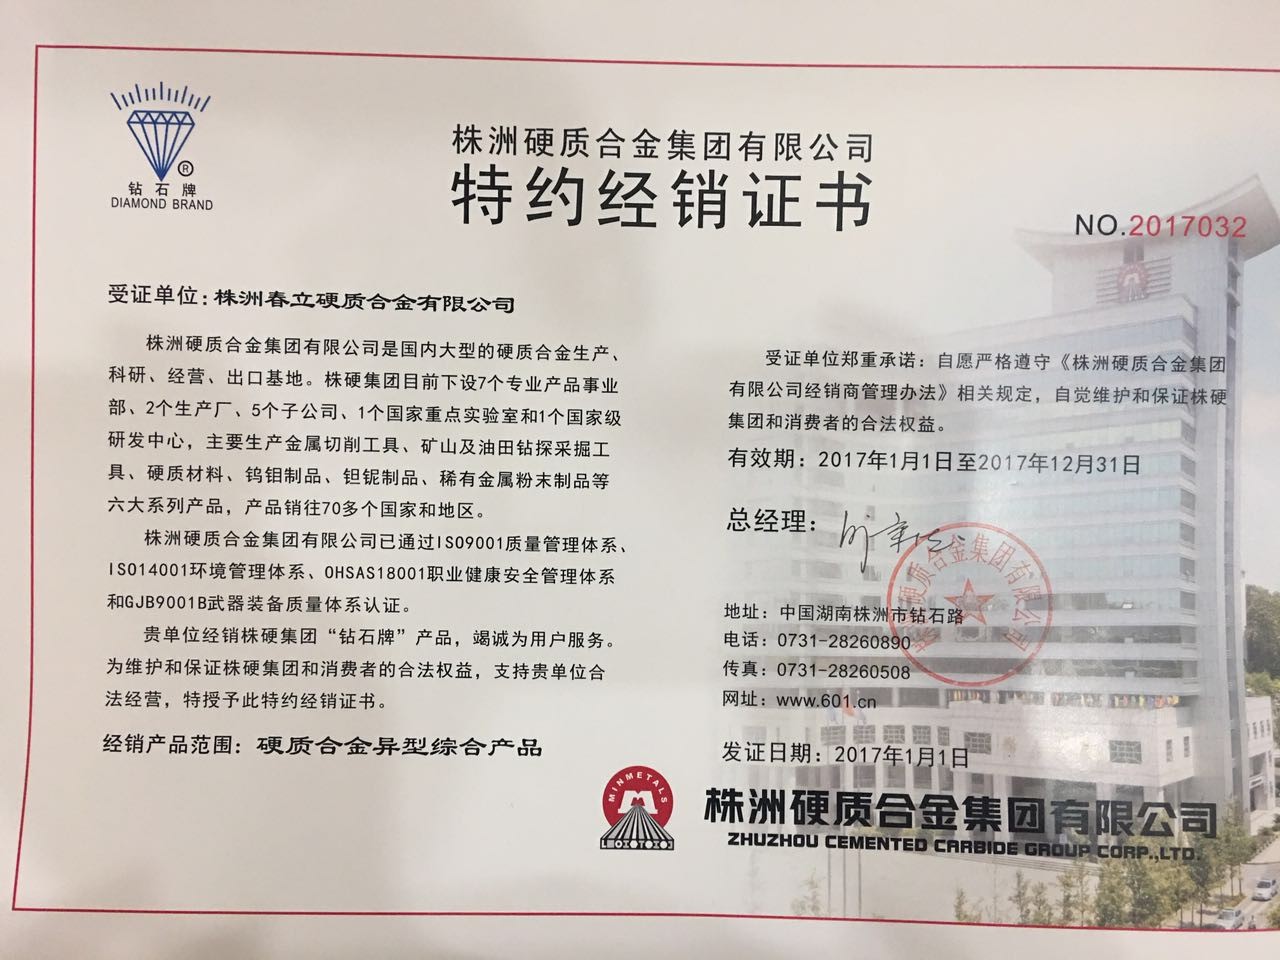 钻石牌
DIAMOND BRAND
®
株洲硬质合金集团有限公司
特约经销证书
NO.2017032
受证单位:株洲春立硬质合金有限公司
株洲硬质合金集团有限公司是国内大型的硬质合金生产、
科研、经营、出口基地。株硬集团目前下设7个专业产品事业
部、2个生产厂、5个子公司、1个国家重点实验室和1个国家级
研发中心，主要生产金属切削工具、矿山及油田钻探采掘工
具、硬质材料、钨钼制品、钽铌制品、稀有金属粉末制品等
六大系列产品，产品销往70多个国家和地区。
株洲硬质合金集团有限公司已通过ISO9001质量管理体系、
ISO14001环境管理体系、OHSAS18001职业健康安全管理体系
和GJB9001B武器装备质量体系认证。
贵单位经销株硬集团“钻石牌”产品，竭诚为用户服务。
为维护和保证株硬集团和消费者的合法权益，支持贵单位合
法经营，特授予此特约经销证书。
经销产品范围：硬质合金异型综合产品
受证单位郑重承诺：自愿严格遵守《株洲硬质合金集团
有限公司经销商管理办法》相关规定，自觉维护和保证株硬
集团和消费者的合法权益。
有效期：2017年1月1日至2017年12月31日
总经理：
株洲硬质合金集团有限公司
地址：中国湖南株洲市钻石路
电话：0731-28260890
传真：0731-28260508
网址：www.601.cn
发证日期：2017年1月1日
MINMETALS
株洲硬质合金集团有限公司
ZHUZHOU CEMENTED CARBIDE GROUP CORP.,LTD.